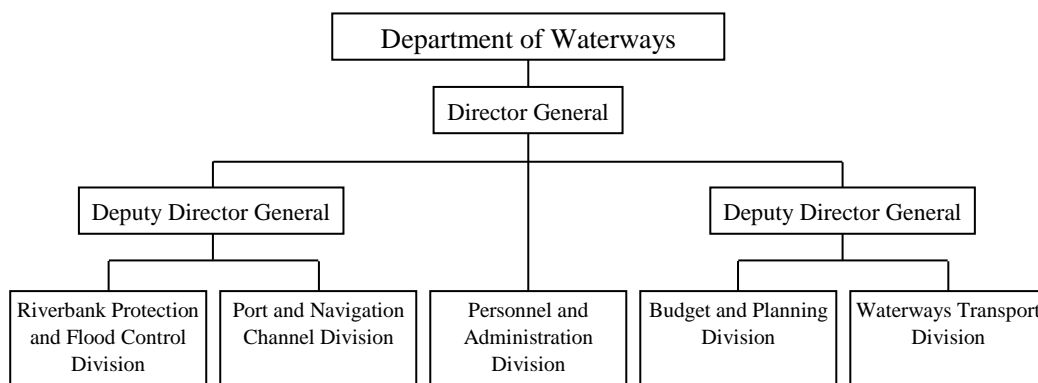 Department of Waterways
Director General
Deputy Director General
Deputy Director General
Riverbank Protection
and Flood Control
Division
Port and Navigation
Channel Division
Personnel and
Administration
Division
Budget and Planning
Division
Waterways Transport
Division